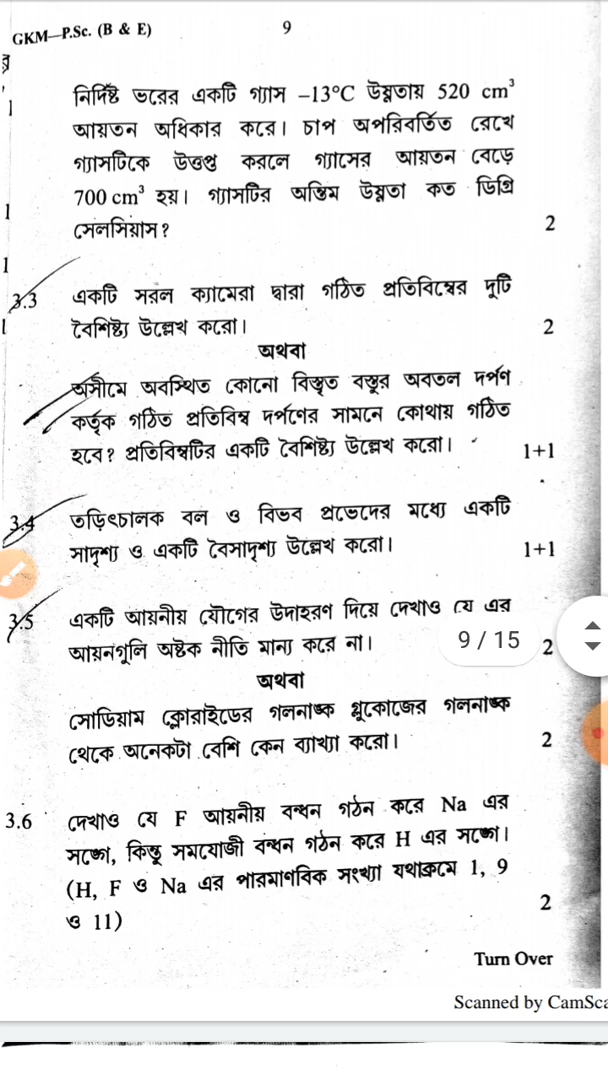 GKM—P.Sc. (B & E)
9
নির্দিষ্ট ভরের একটি গ্যাস –13°C উষ্ণতায় 520 cm³
আয়তন অধিকার করে। চাপ অপরিবর্তিত রেখে
গ্যাসটিকে উত্তপ্ত করলে গ্যাসের আয়তন বেড়ে
700 cm³ হয়। গ্যাসটির অন্তিম উষ্ণতা কত ডিগ্রি
সেলসিয়াস? 2
3.3 একটি সরল ক্যামেরা দ্বারা গঠিত প্রতিবিম্বের দুটি
বৈশিষ্ট্য উল্লেখ করো। 2
অথবা
অসীমে অবস্থিত কোনো বিস্তৃত বস্তুর অবতল দর্পণ
কর্তৃক গঠিত প্রতিবিম্ব দর্পণের সামনে কোথায় গঠিত
হবে? প্রতিবিম্বটির একটি বৈশিষ্ট্য উল্লেখ করো। 1+1
3.4 তড়িৎচালক বল ও বিভব প্রভেদের মধ্যে একটি
সাদৃশ্য ও একটি বৈসাদৃশ্য উল্লেখ করো। 1+1
3.5 একটি আয়নীয় যৌগের উদাহরণ দিয়ে দেখাও যে এর
আয়নগুলি অষ্টক নীতি মান্য করে না। 2
9 / 15
অথবা
সোডিয়াম ক্লোরাইডের গলনাঙ্ক গ্লুকোজের গলনাঙ্ক
থেকে অনেকটা বেশি কেন ব্যাখ্যা করো। 2
3.6 দেখাও যে F আয়নীয় বন্ধন গঠন করে Na এর
সঙ্গে, কিন্তু সমযোজী বন্ধন গঠন করে H এর সঙ্গে।
(H, F ও Na এর পারমাণবিক সংখ্যা যথাক্রমে 1, 9
ও 11) 2
Turn Over
Scanned by CamSca